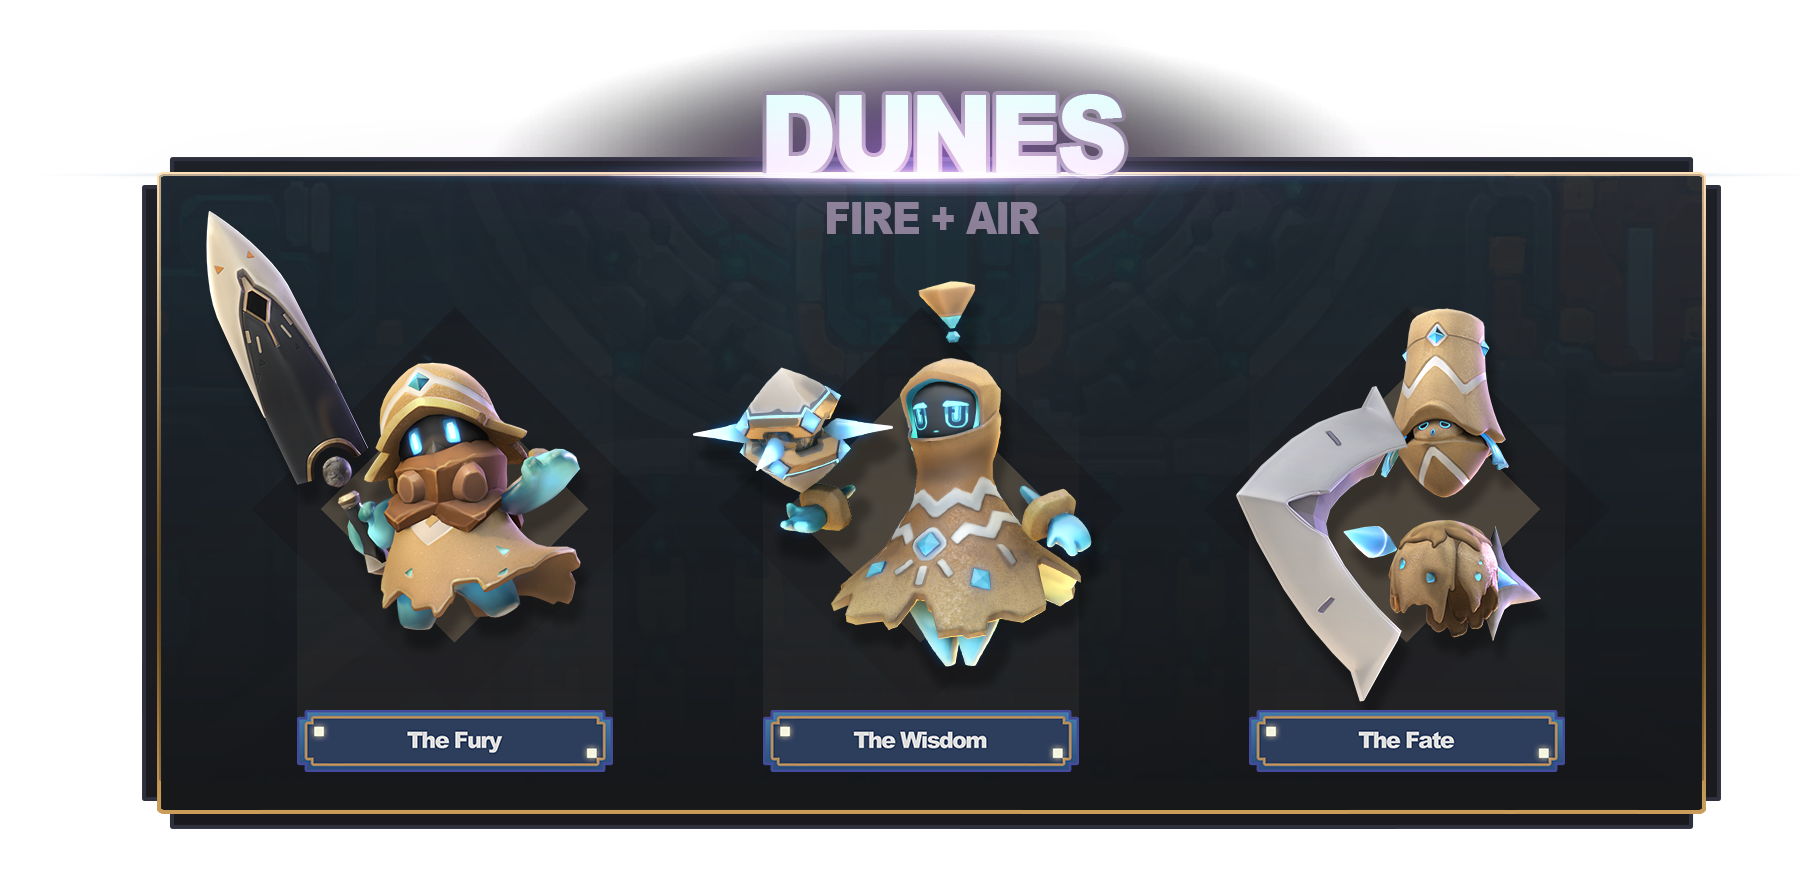 DUNES
FIRE + AIR
The Fury
The Wisdom
The Fate